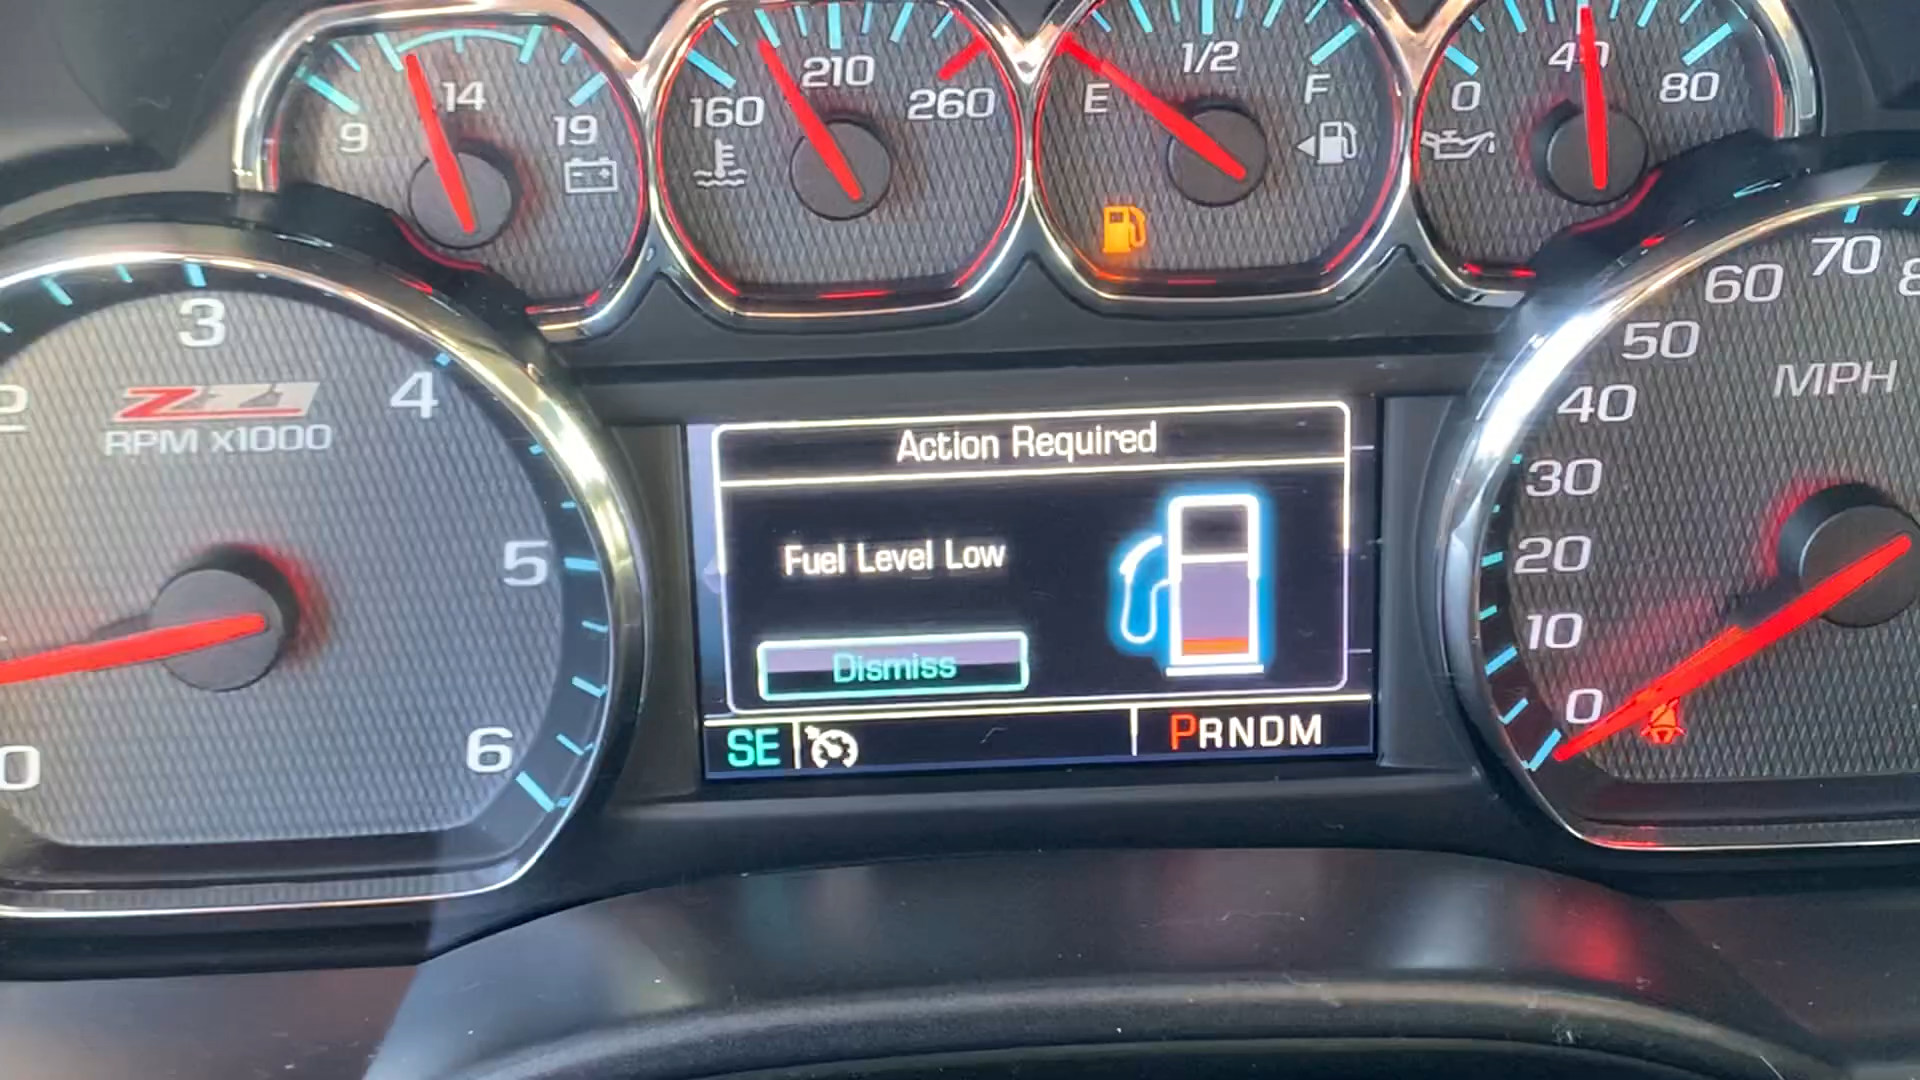 9 14 19
160 210 260
E 1/2 F
0 40 80
3
4
5
6
0
Z71
RPM X1000
Action Required
Fuel Level Low
Dismiss
SE
PRNDM
MPH
70
60
50
40
30
20
10
0